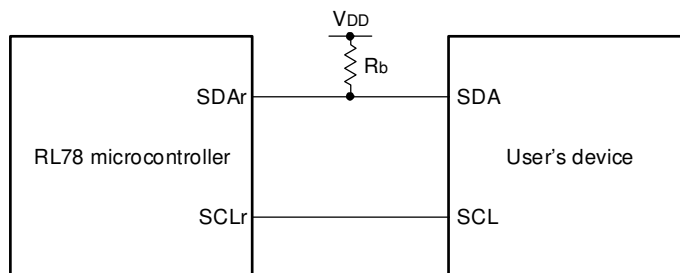 VDD
Rb
SDAr SDA
RL78 microcontroller User's device
SCLr SCL